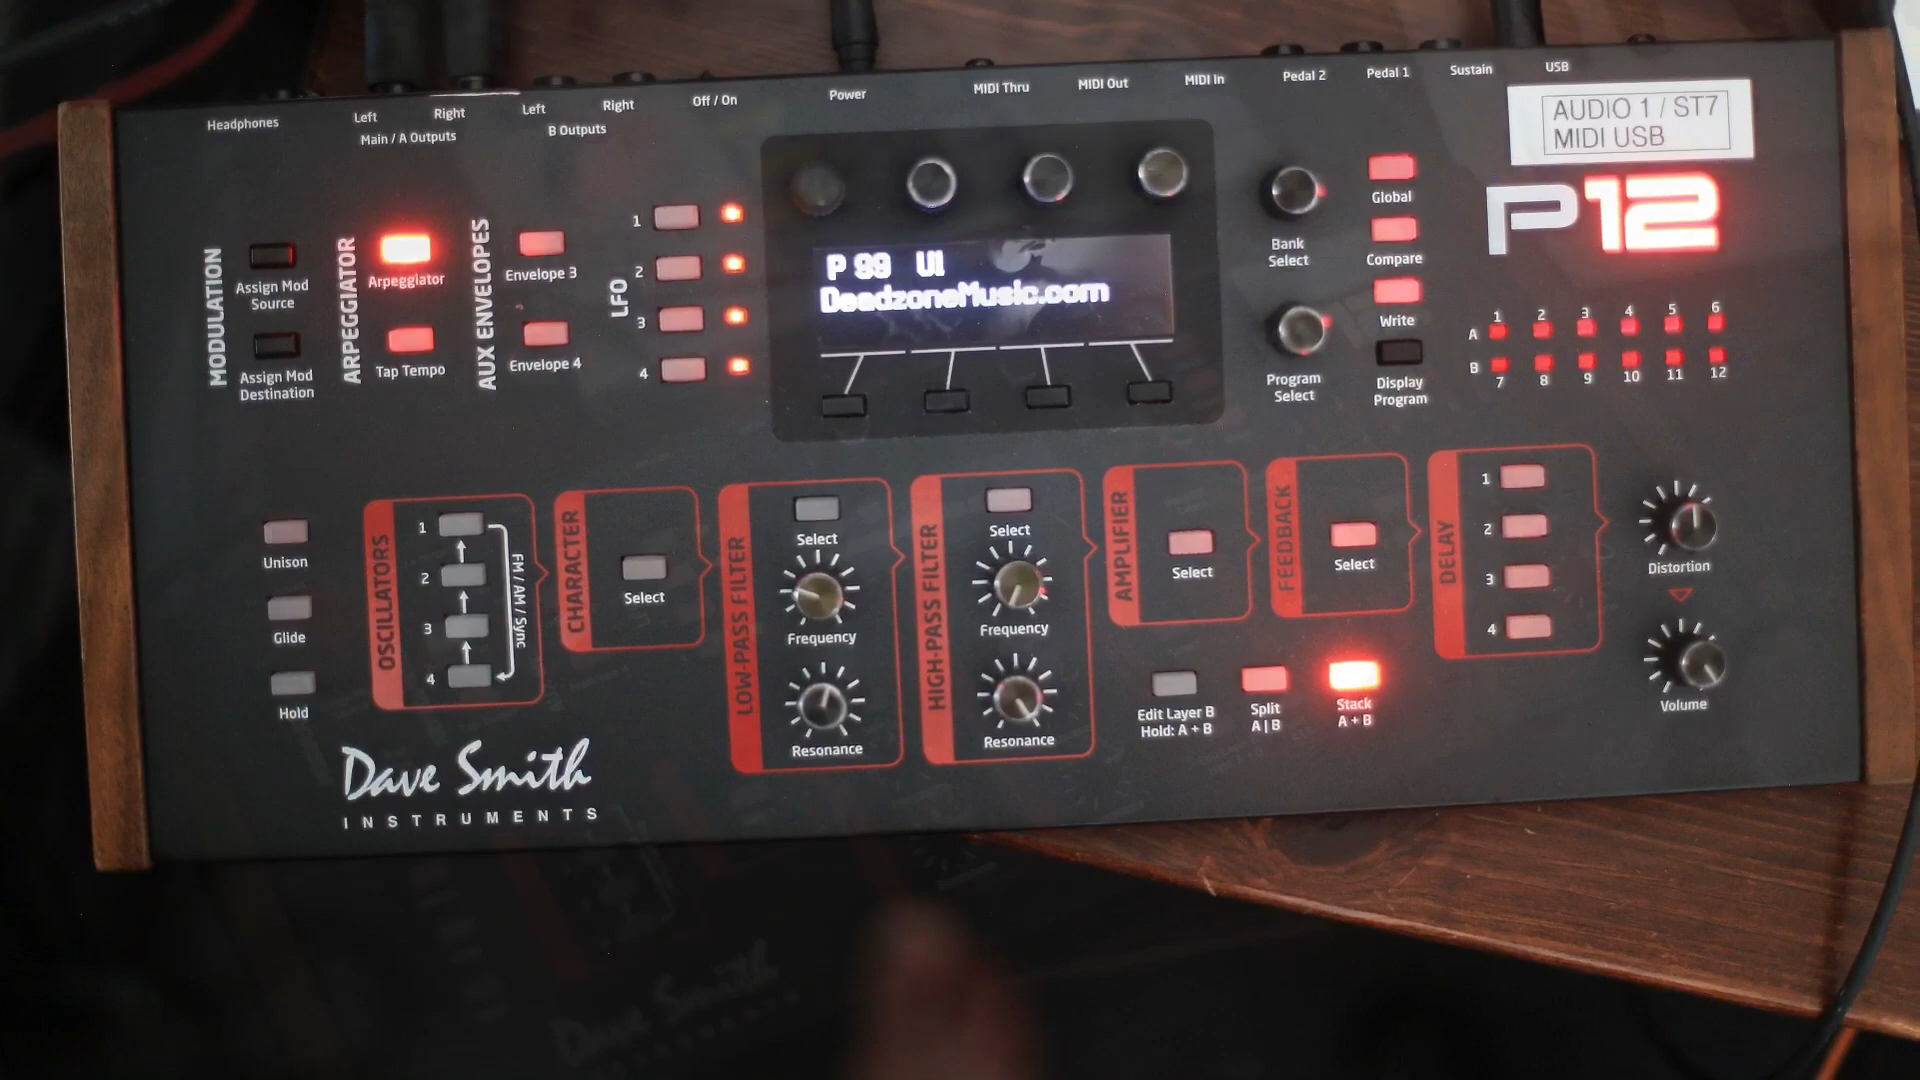 Headphones
Left
Right
Main / A Outputs
Left
Right
B Outputs
Off / On
Power
MIDI Thru
MIDI Out
MIDI In
Pedal 2
Pedal 1
Sustain
USB
AUDIO 1 / ST7
MIDI USB
P12
MODULATION
Assign Mod
Source
Assign Mod
Destination
ARPEGGIATOR
Arpeggiator
Tap Tempo
AUX ENVELOPES
Envelope 3
Envelope 4
LFO
1
2
3
4
P 99 U1
DeadzoneMusic.com
Bank
Select
Program
Select
Global
Compare
Write
Display
Program
1 2 3 4 5 6
A
B
7 8 9 10 11 12
Unison
Glide
Hold
OSCILLATORS
1
2
3
4
FM / AM / Sync
CHARACTER
Select
LOW-PASS FILTER
Select
Frequency
Resonance
HIGH-PASS FILTER
Select
Frequency
Resonance
AMPLIFIER
Select
FEEDBACK
Select
DELAY
1
2
3
4
Distortion
Volume
Edit Layer B
Hold: A + B
Split
A | B
Stack
A + B
Dave Smith
INSTRUMENTS
Dave Smith